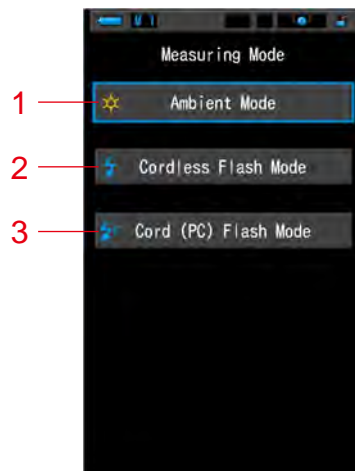 Measuring Mode
1 Ambient Mode
2 Cordless Flash Mode
3 Cord (PC) Flash Mode